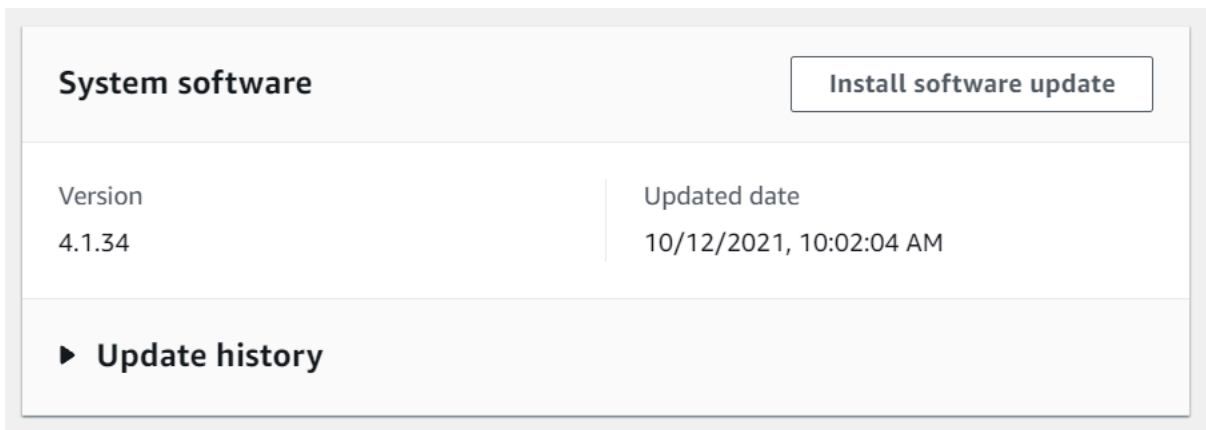 System software
Install software update
Version
4.1.34
Updated date
10/12/2021, 10:02:04 AM
Update history